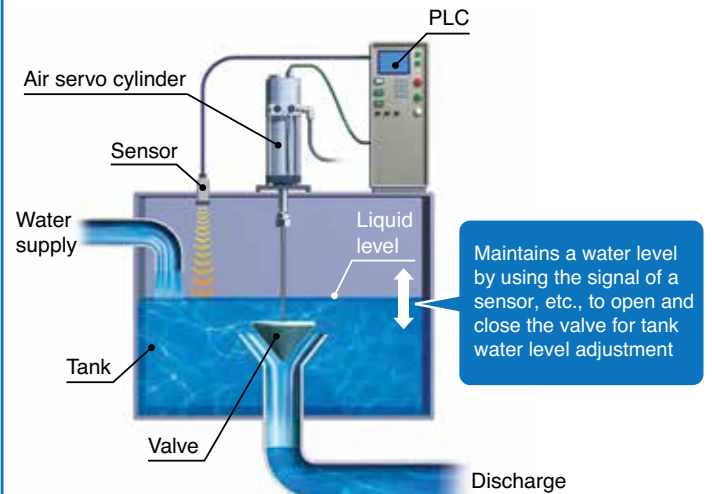 PLC
Air servo cylinder
Sensor
Water
supply
Liquid
level
Maintains a water level
by using the signal of a
sensor, etc., to open and
close the valve for tank
water level adjustment
Tank
Valve
Discharge